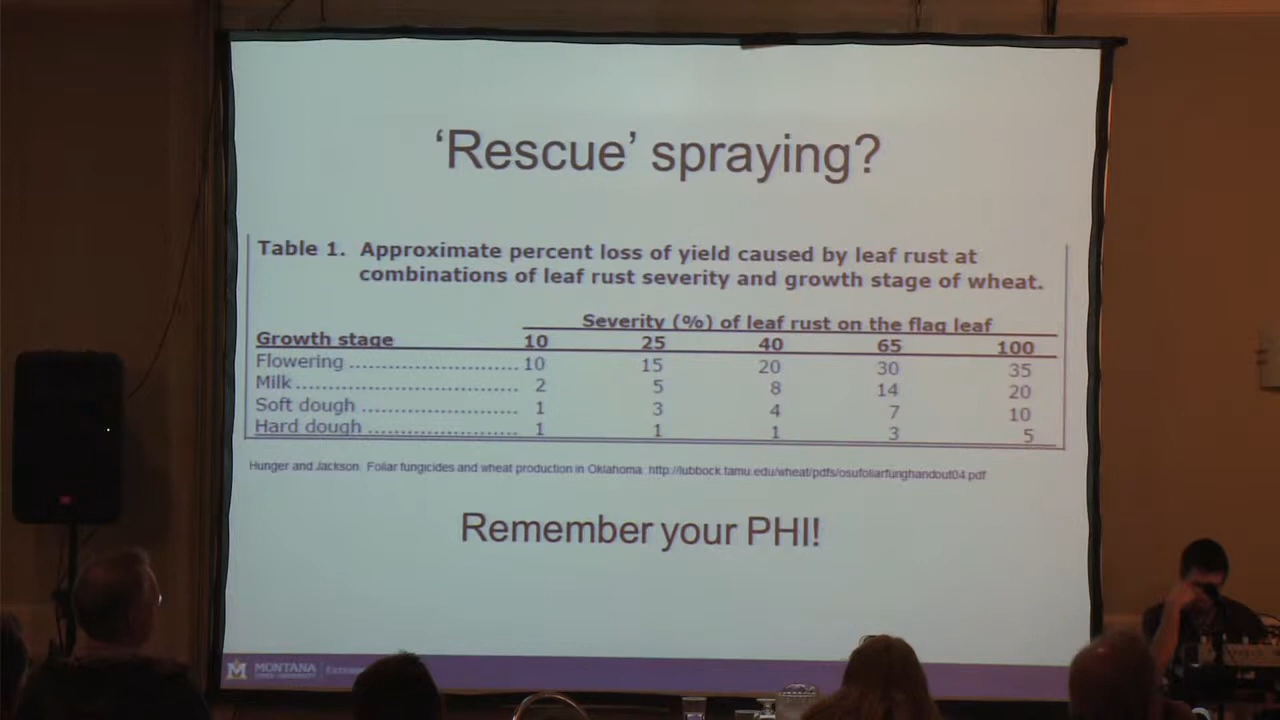 ‘Rescue’ spraying?
Table 1. Approximate percent loss of yield caused by leaf rust at
combinations of leaf rust severity and growth stage of wheat.
Severity (%) of leaf rust on the flag leaf
Growth stage 10 25 40 65 100
Flowering ........................... 10 15 20 30 35
Milk ................................... 2 5 8 14 20
Soft dough ......................... 1 3 4 7 10
Hard dough ........................ 1 1 1 3 5
Hunger and Jackson. Foliar fungicides and wheat production in Oklahoma. http://lubbock.tamu.edu/wheat/pdfs/osufoliarfunghandout04.pdf
Remember your PHI!
M MONTANA